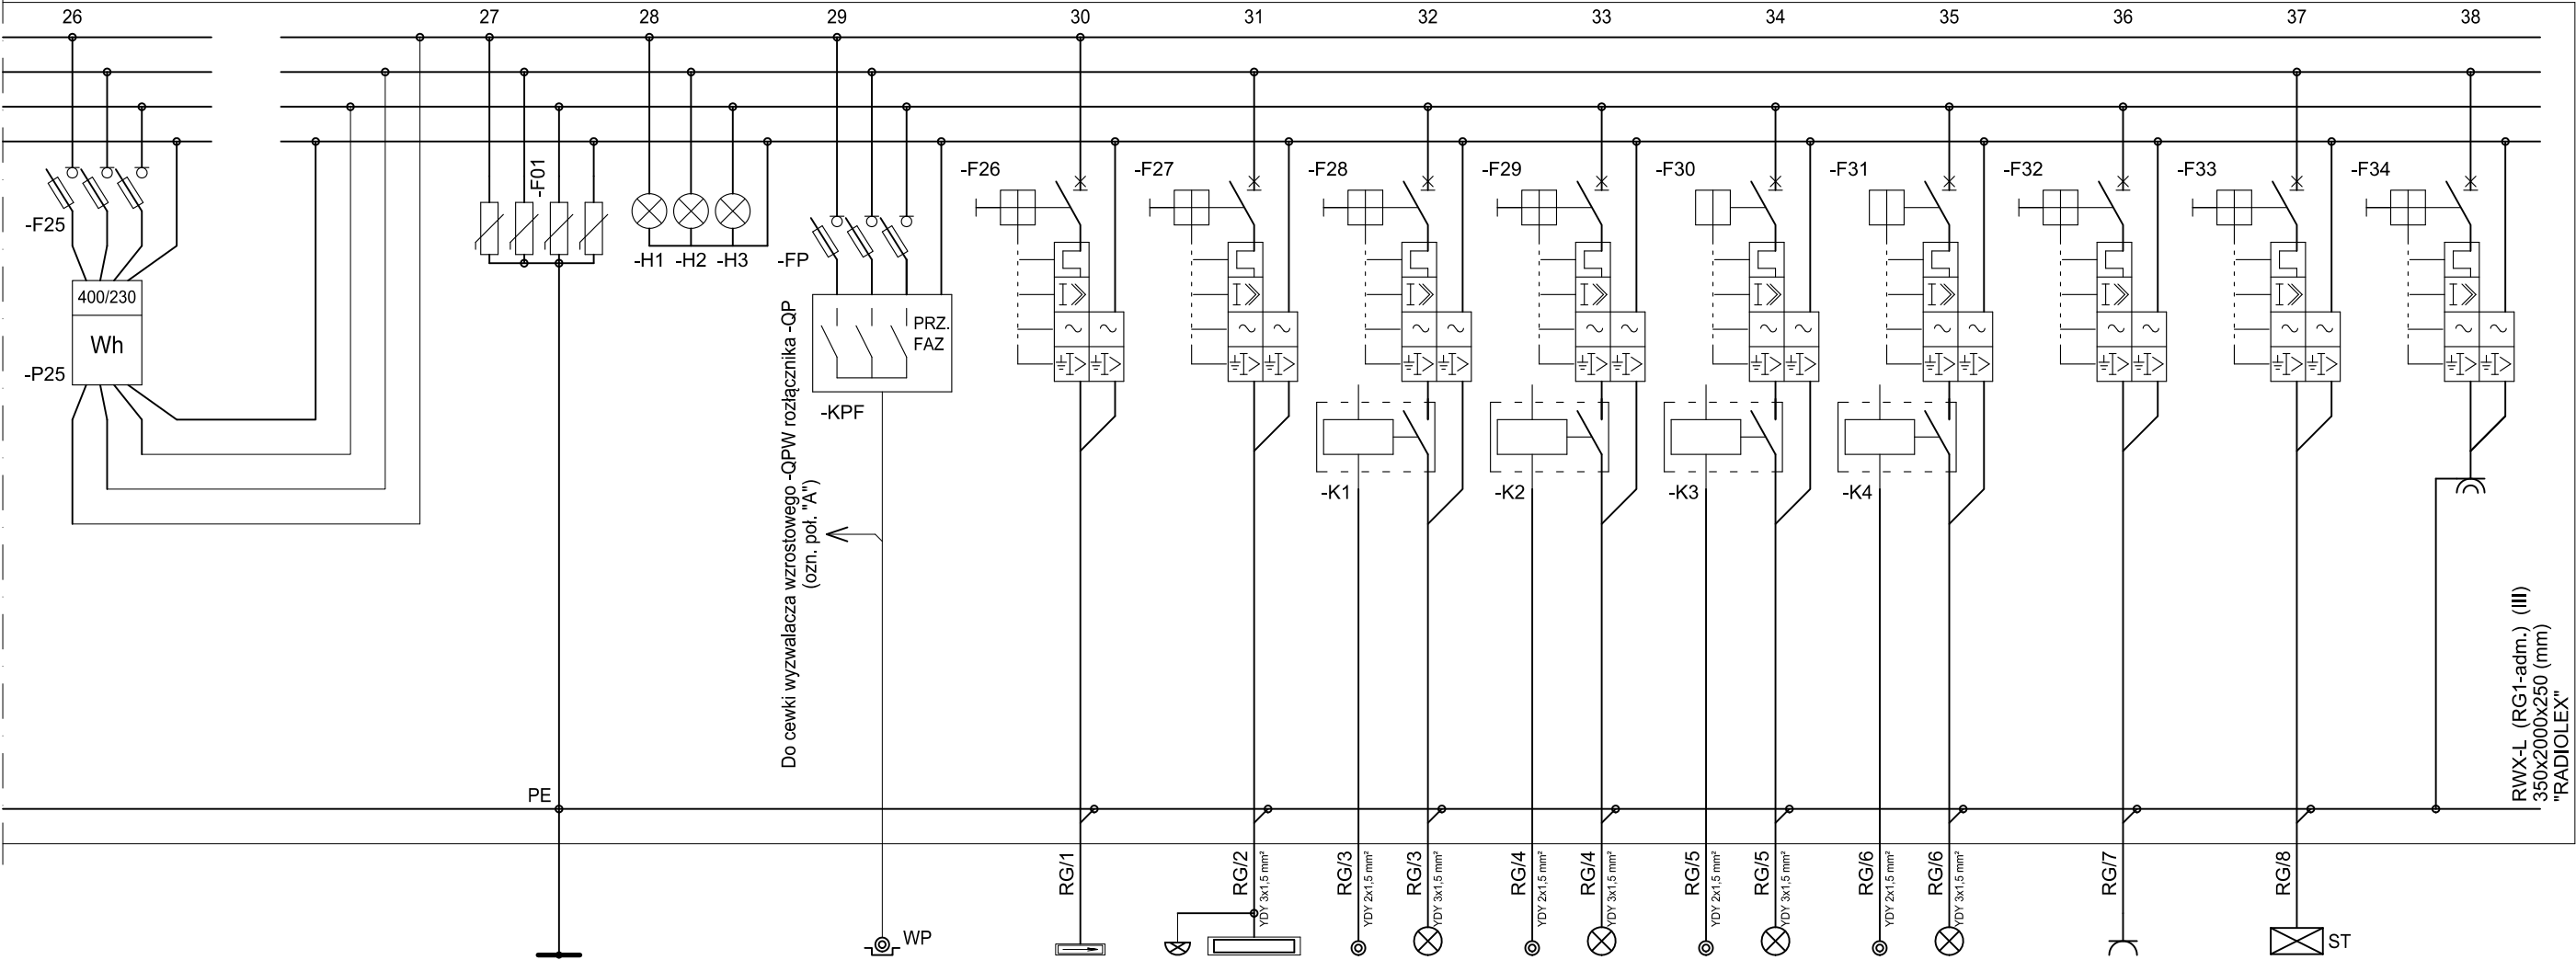 26 27 28 29 30 31 32 33 34 35 36 37 38
-F25
400/230
Wh
-P25
-F01
-H1 -H2 -H3
-FP
PRZ.
FAZ
-KPF
Do cewki wyzwalacza wzrostowego -QPW rozłącznika -QP
(ozn. poł. "A")
-F26 -F27 -F28 -F29 -F30 -F31 -F32 -F33 -F34
-K1 -K2 -K3 -K4
RWX-L (RG1-adm.) (III)
350x2000x250 (mm)
"RADIOLEX"
PE
WP
RG/1
RG/2
YDY 3x1,5 mm²
RG/3
YDY 2x1,5 mm²
RG/3
YDY 3x1,5 mm²
RG/4
YDY 2x1,5 mm²
RG/4
YDY 3x1,5 mm²
RG/5
YDY 2x1,5 mm²
RG/5
YDY 3x1,5 mm²
RG/6
YDY 2x1,5 mm²
RG/6
YDY 3x1,5 mm²
RG/7
RG/8
ST